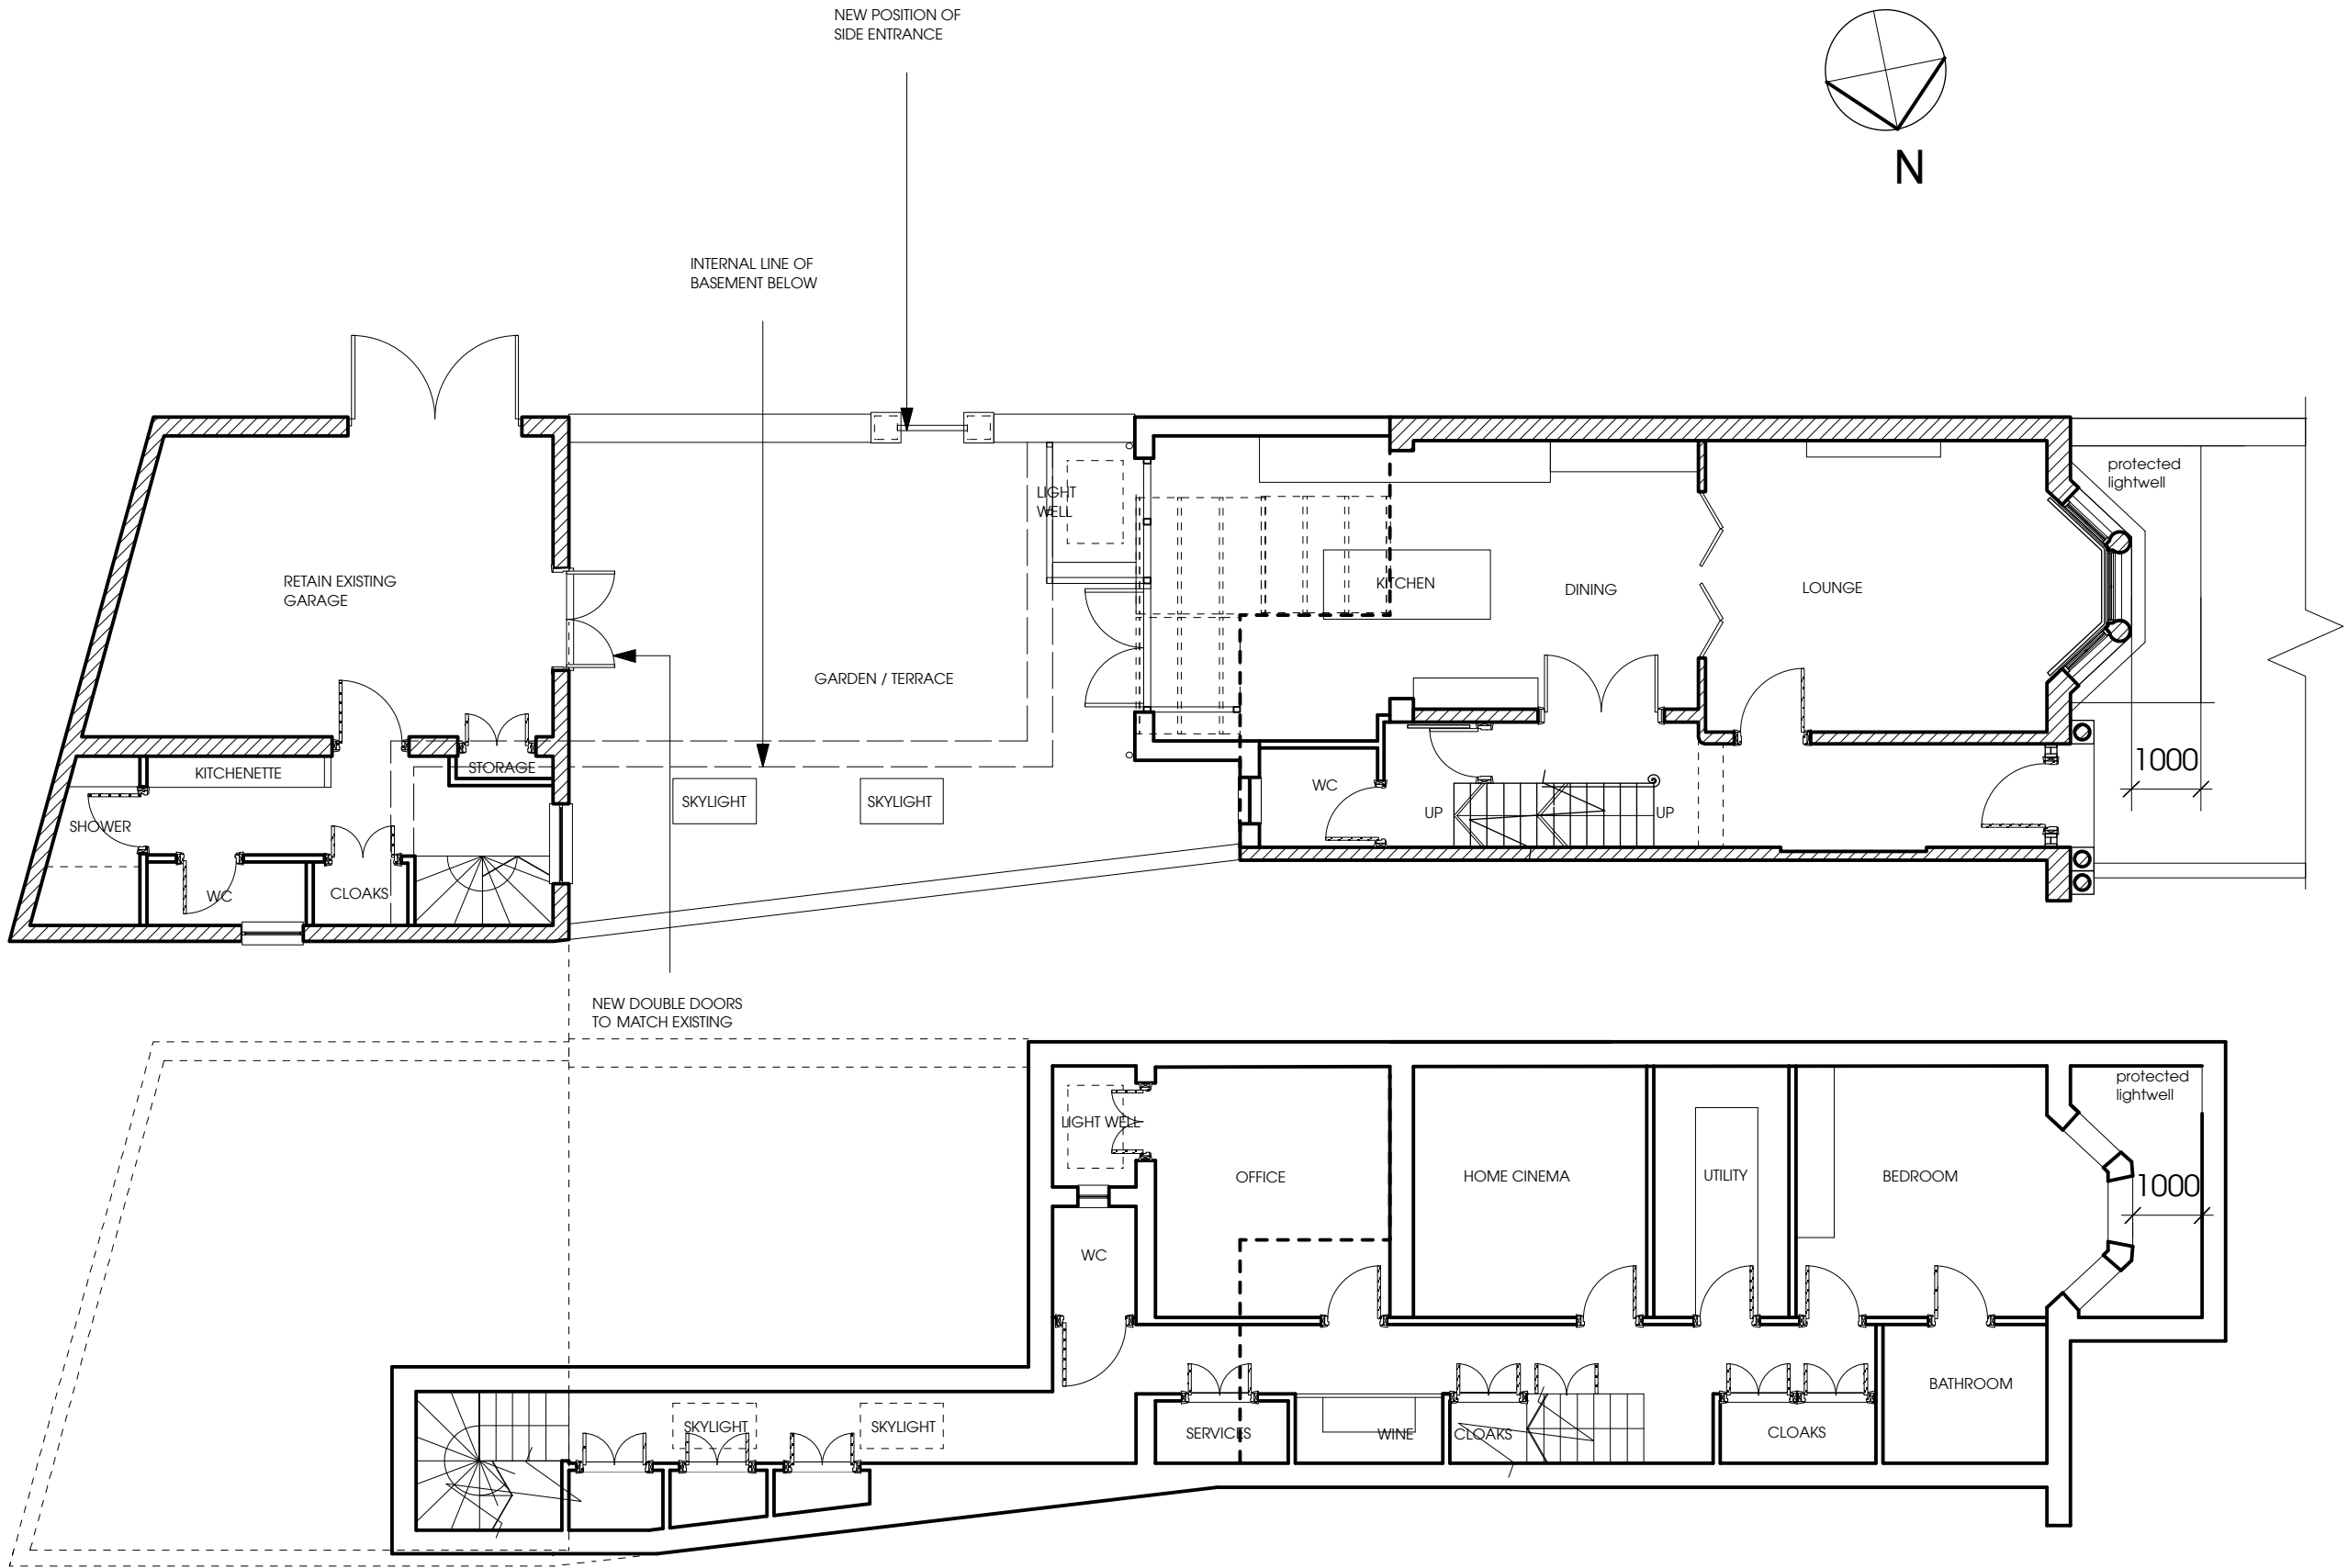 NEW POSITION OF
SIDE ENTRANCE
N
INTERNAL LINE OF
BASEMENT BELOW
protected
lightwell
LIGHT
WELL
RETAIN EXISTING
GARAGE
KITCHEN
DINING
LOUNGE
GARDEN / TERRACE
1000
STORAGE
KITCHENETTE
WC
SKYLIGHT
SKYLIGHT
UP
UP
SHOWER
WC
CLOAKS
NEW DOUBLE DOORS
TO MATCH EXISTING
protected
lightwell
LIGHT WELL
OFFICE
HOME CINEMA
UTILITY
BEDROOM
1000
WC
BATHROOM
SKYLIGHT
SKYLIGHT
SERVICES
WINE
CLOAKS
CLOAKS